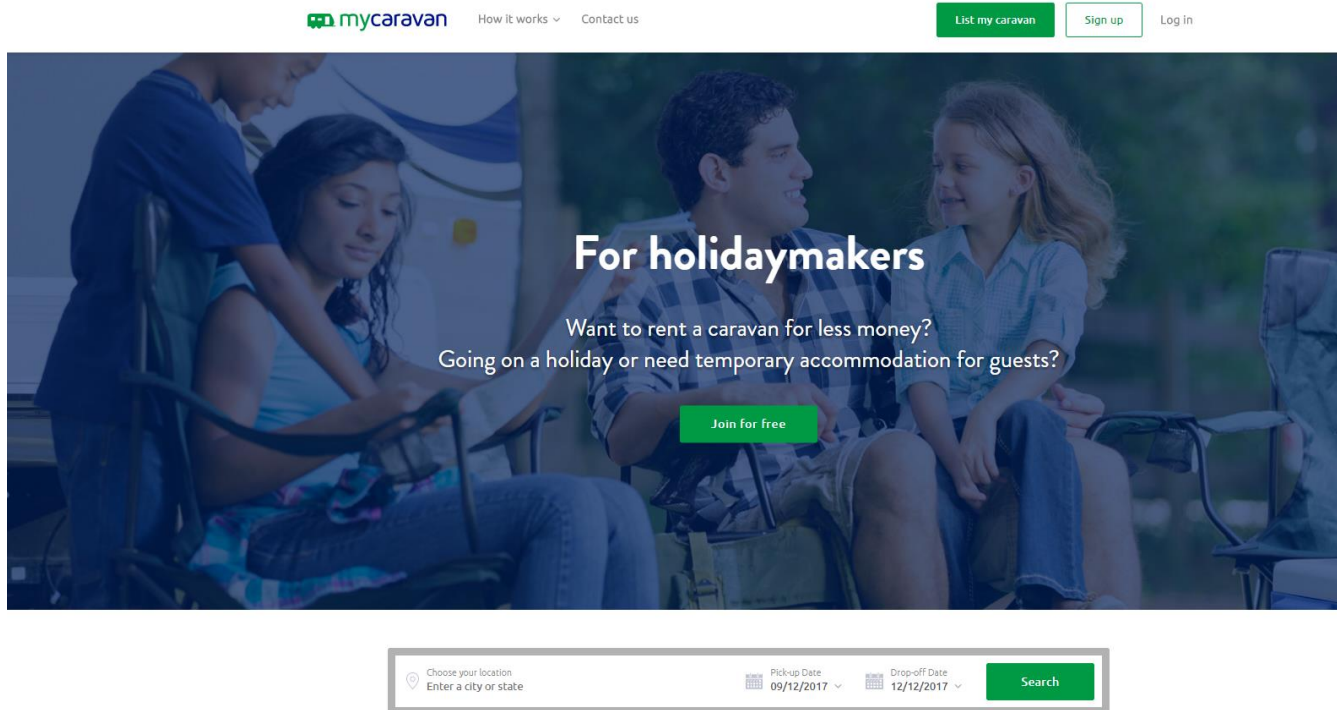 mycaravan
How it works
Contact us
List my caravan
Sign up
Log in
For holidaymakers
Want to rent a caravan for less money?
Going on a holiday or need temporary accommodation for guests?
Join for free
Choose your location
Enter a city or state
Pick-up Date
09/12/2017
Drop-off Date
12/12/2017
Search